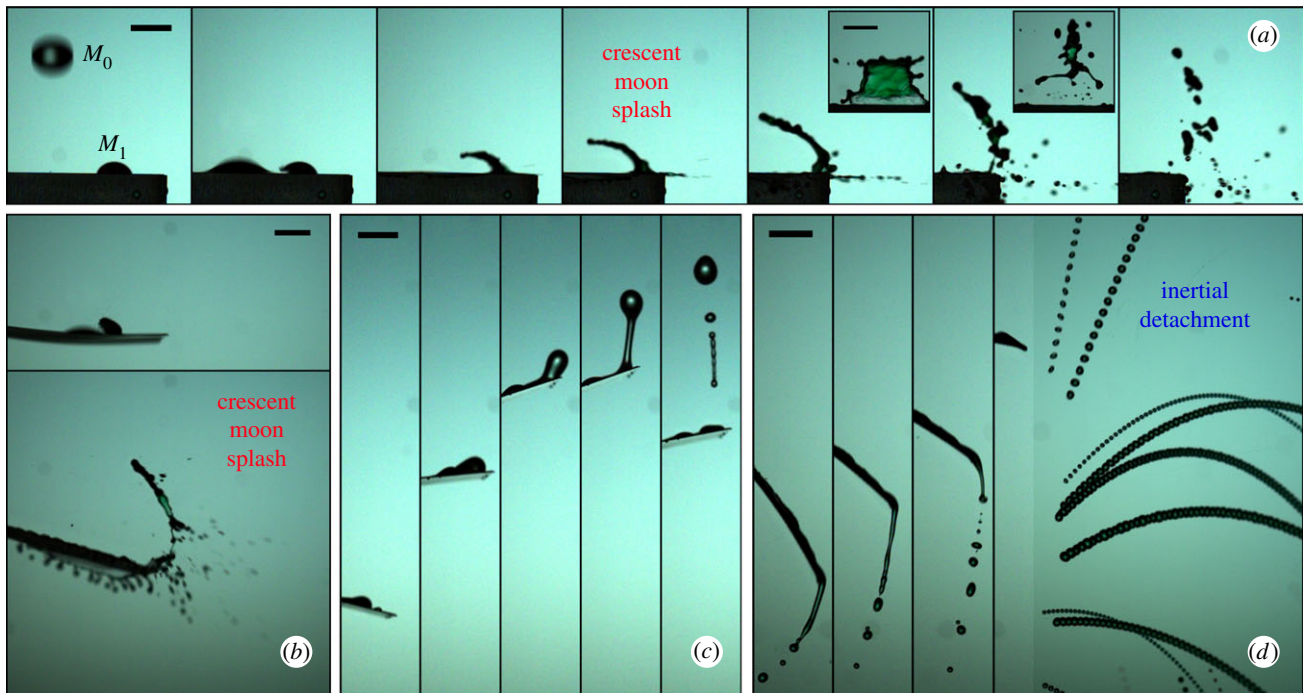 (a)
M0
M1
crescent
moon
splash
crescent
moon
splash
(b)
(c)
inertial
detachment
(d)